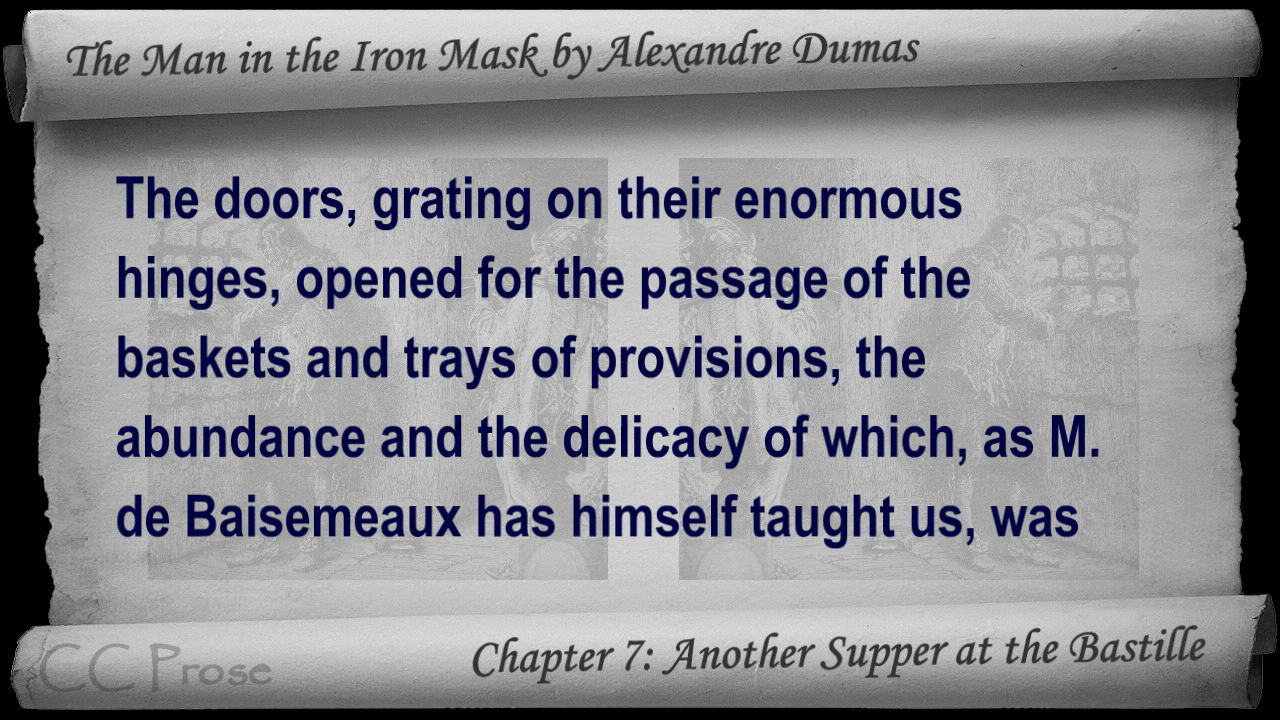 The Man in the Iron Mask by Alexandre Dumas
The doors, grating on their enormous
hinges, opened for the passage of the
baskets and trays of provisions, the
abundance and the delicacy of which, as M.
de Baisemeaux has himself taught us, was
CC Prose
Chapter 7: Another Supper at the Bastille